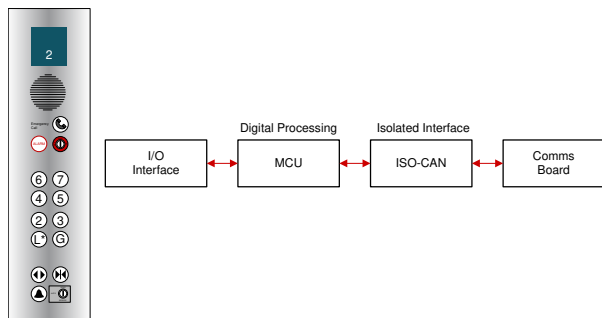 2
Emergency
Call
ALARM
6 7
4 5
2 3
L* G
Digital Processing
Isolated Interface
I/O
Interface
MCU
ISO-CAN
Comms
Board